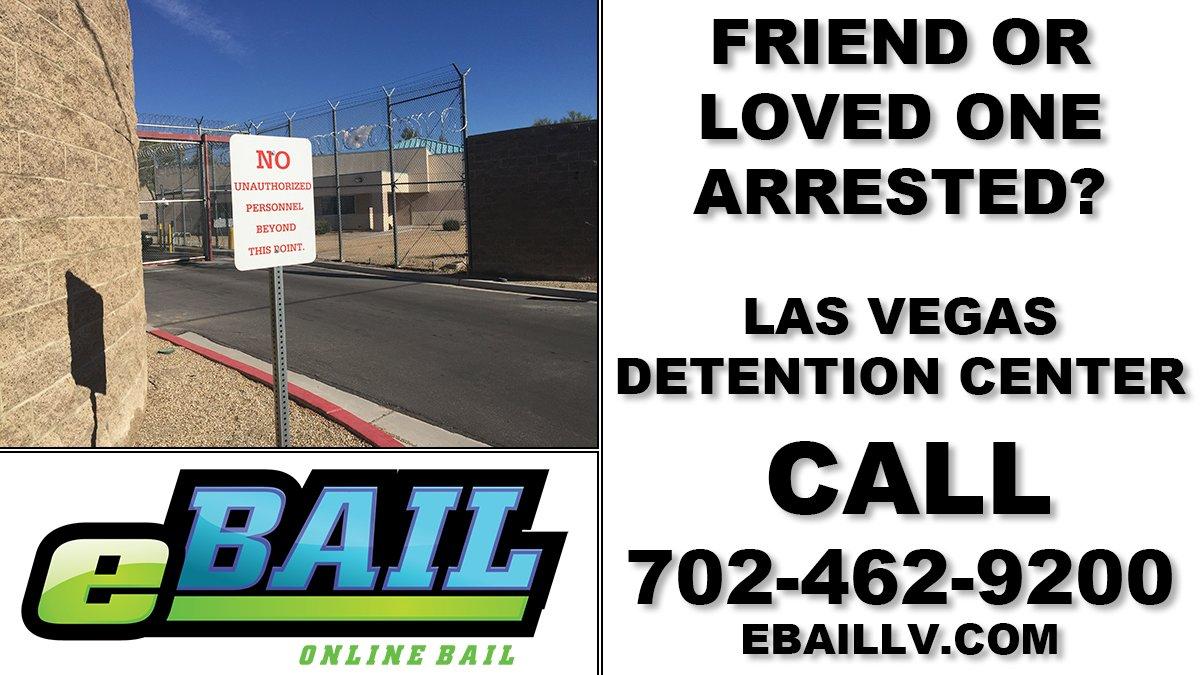 NO
UNAUTHORIZED
PERSONNEL
BEYOND
THIS POINT.
eBAIL
ONLINE BAIL
FRIEND OR
LOVED ONE
ARRESTED?
LAS VEGAS
DETENTION CENTER
CALL
702-462-9200
EBAILLV.COM